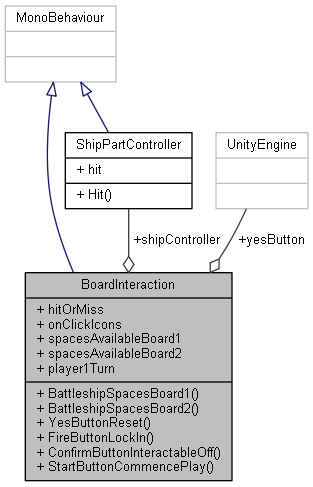 MonoBehaviour
ShipPartController
+ hit
+ Hit()
UnityEngine
+shipController
+yesButton
BoardInteraction
+ hitOrMiss
+ onClickIcons
+ spacesAvailableBoard1
+ spacesAvailableBoard2
+ player1Turn
+ BattleshipSpacesBoard1()
+ BattleshipSpacesBoard2()
+ YesButtonReset()
+ FireButtonLockIn()
+ ConfirmButtonInteractableOff()
+ StartButtonCommencePlay()